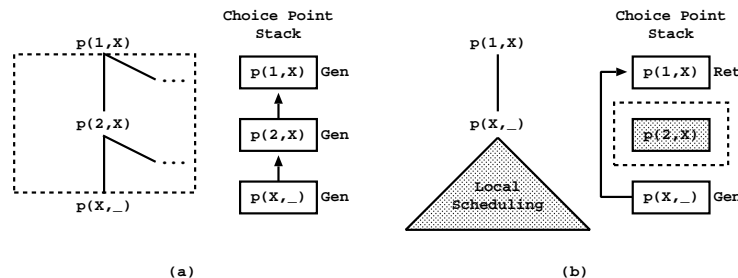 Choice Point
Stack
p(1,X)
p(1,X) Gen
...
p(2,X)
p(2,X) Gen
...
p(X,_)
p(X,_) Gen
(a)
Choice Point
Stack
p(1,X)
p(1,X) Ret
p(X,_)
p(2,X)
Local
Scheduling
p(X,_) Gen
(b)